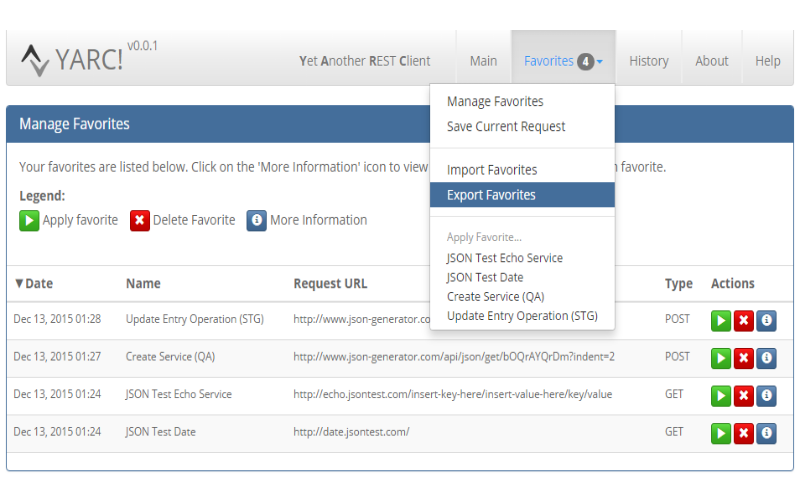 YARC! v0.0.1 Yet Another REST Client Main Favorites 4 History About Help
Manage Favorites
Save Current Request
Import Favorites
Export Favorites
Apply Favorite...
JSON Test Echo Service
JSON Test Date
Create Service (QA)
Update Entry Operation (STG)
Manage Favorites
Your favorites are listed below. Click on the 'More Information' icon to view favorite.
Legend:
Apply favorite Delete Favorite More Information
▼Date Name Request URL Type Actions
Dec 13, 2015 01:28 Update Entry Operation (STG) http://www.json-generator.co POST
Dec 13, 2015 01:27 Create Service (QA) http://www.json-generator.com/api/json/get/bOQrAYQrDm?indent=2 POST
Dec 13, 2015 01:24 JSON Test Echo Service http://echo.jsontest.com/insert-key-here/insert-value-here/key/value GET
Dec 13, 2015 01:24 JSON Test Date http://date.jsontest.com/ GET